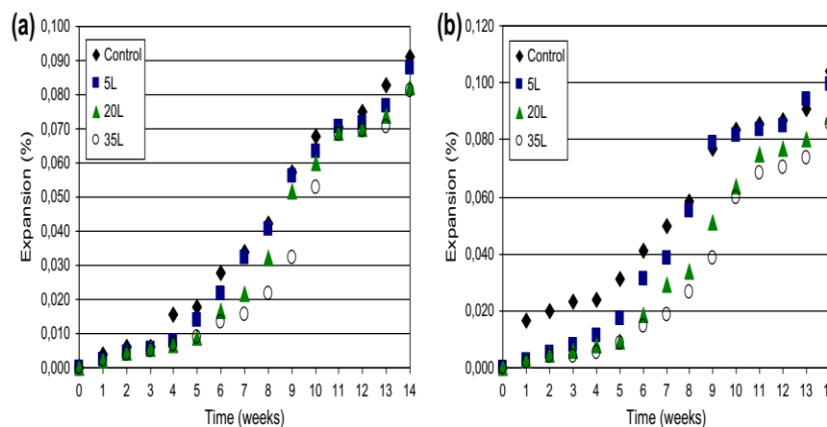 (a)
0,100
0,090
0,080
0,070
0,060
0,050
0,040
0,030
0,020
0,010
0,000
Expansion (%)
Control
5L
20L
35L
0 1 2 3 4 5 6 7 8 9 10 11 12 13 14
Time (weeks)
(b)
0,120
0,100
0,080
0,060
0,040
0,020
0,000
Expansion (%)
Control
5L
20L
35L
0 1 2 3 4 5 6 7 8 9 10 11 12 13
Time (weeks)